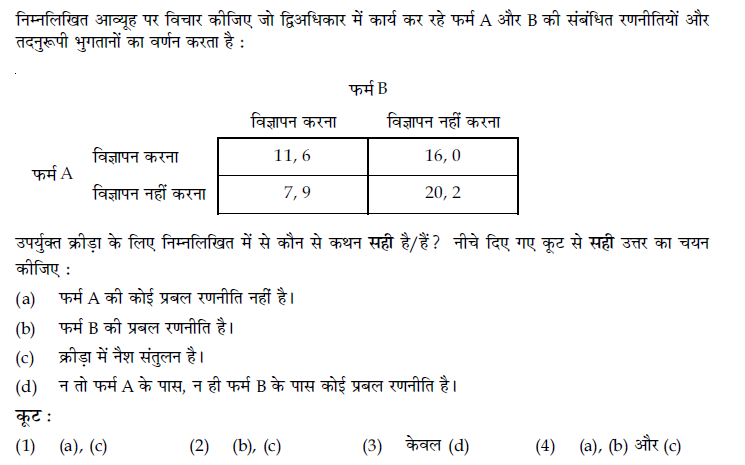 निम्नलिखित आव्यूह पर विचार कीजिए जो द्विअधिकार में कार्य कर रहे फर्म A और B की संबंधित रणनीतियों और
तदनुरूपी भुगतानों का वर्णन करता है :
फर्म B
विज्ञापन करना विज्ञापन नहीं करना
विज्ञापन करना 11, 6 16, 0
फर्म A
विज्ञापन नहीं करना 7, 9 20, 2
उपर्युक्त क्रीड़ा के लिए निम्नलिखित में से कौन से कथन सही है/हैं? नीचे दिए गए कूट से सही उत्तर का चयन
कीजिए :
(a) फर्म A की कोई प्रबल रणनीति नहीं है।
(b) फर्म B की प्रबल रणनीति है।
(c) क्रीड़ा में नैश संतुलन है।
(d) न तो फर्म A के पास, न ही फर्म B के पास कोई प्रबल रणनीति है।
कूट :
(1) (a), (c) (2) (b), (c) (3) केवल (d) (4) (a), (b) और (c)